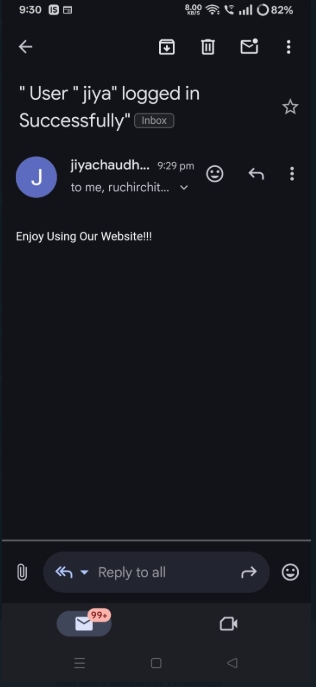 9:30 8.00 KB/S 82%
" User " jiya" logged in
Successfully" Inbox
J jiyachaudh... 9:29 pm
to me, ruchirchit...
Enjoy Using Our Website!!!
Reply to all
99+